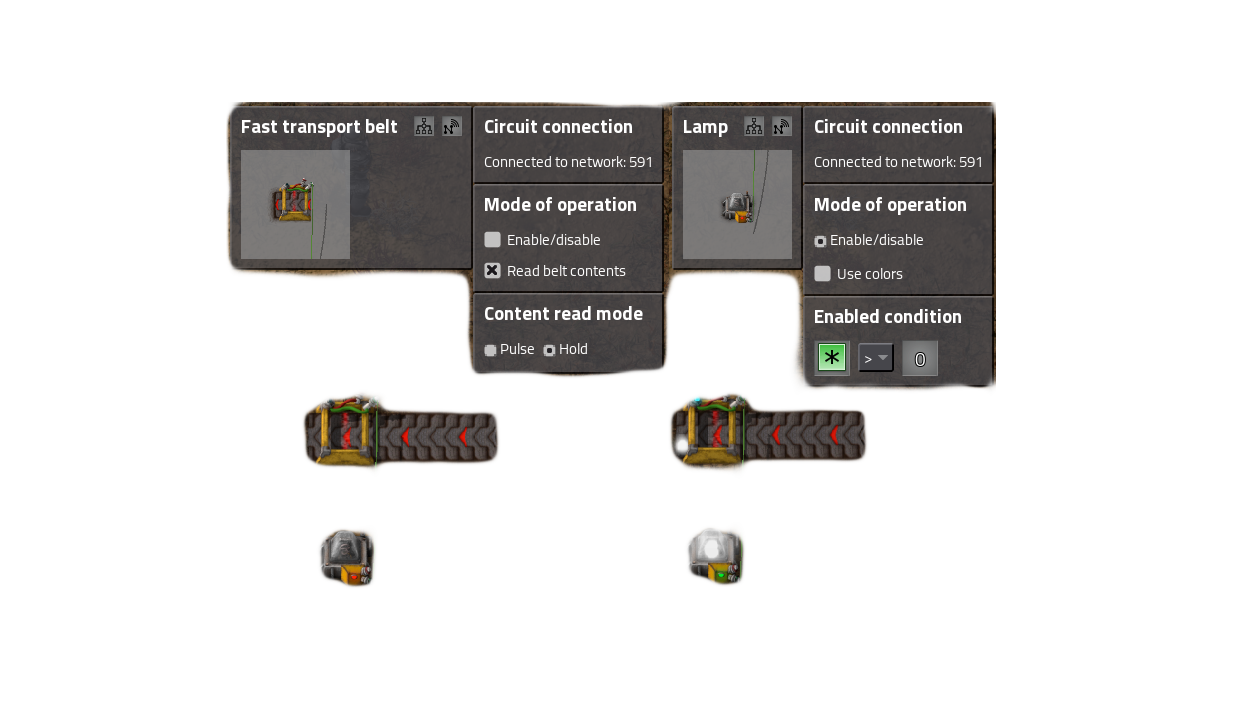 Fast transport belt
Circuit connection
Connected to network: 591
Mode of operation
Enable/disable
Read belt contents
Content read mode
Pulse Hold
Lamp
Circuit connection
Connected to network: 591
Mode of operation
Enable/disable
Use colors
Enabled condition
* > 0